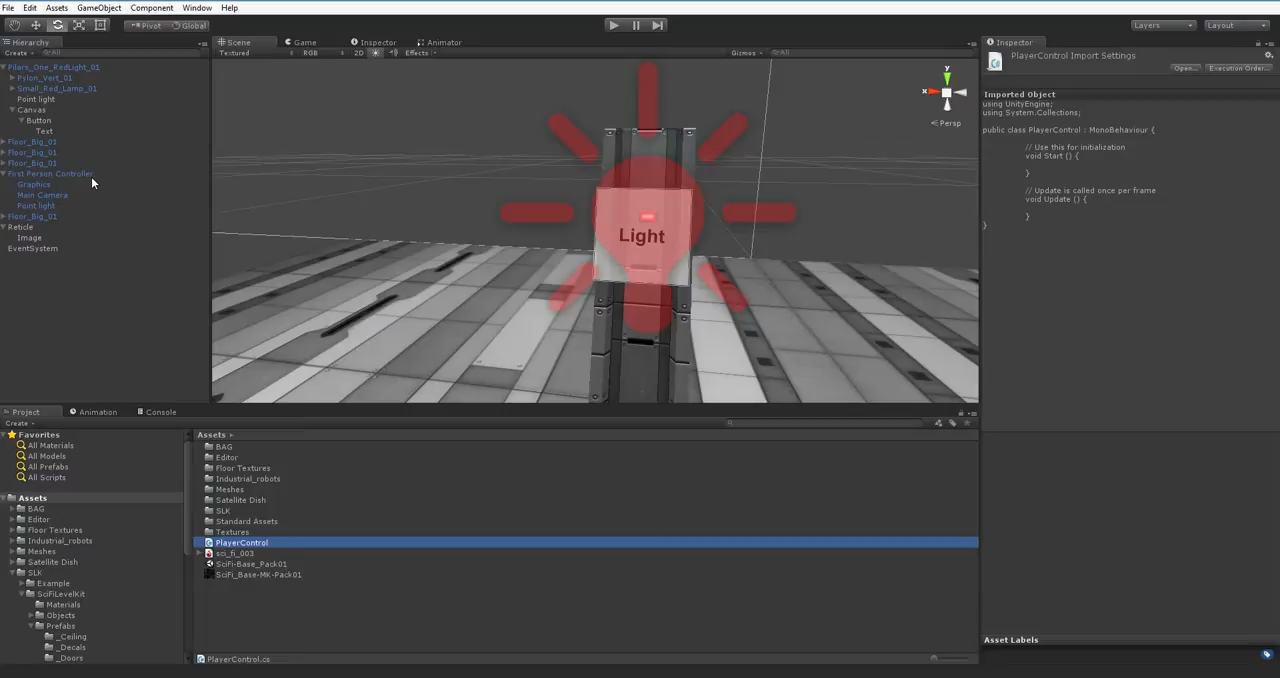 File Edit Assets GameObject Component Window Help
Pivot Global Layers Layout
Hierarchy Scene Game Inspector Animator Inspector
Create All Textured RGB 2D Effects Gizmos All
PlayerControl Import Settings
Open... Execution Order...
Pilars_One_RedLight_01
Pylon_Vert_01
Small_Red_Lamp_01
Point light
Canvas
Button
Text
Floor_Big_01
Floor_Big_01
Floor_Big_01
First Person Controller
Graphics
Main Camera
Point light
Floor_Big_01
Reticle
Image
EventSystem
y
x
Persp
Light
Imported Object
using UnityEngine;
using System.Collections;
public class PlayerControl : MonoBehaviour {
// Use this for initialization
void Start () {
}
// Update is called once per frame
void Update () {
}
}
Project Animation Console
Create
Favorites
All Materials
All Models
All Prefabs
All Scripts
Assets
BAG
Editor
Floor Textures
Industrial_robots
Meshes
Satellite Dish
SLK
Example
SciFiLevelKit
Materials
Objects
Prefabs
_Ceiling
_Decals
_Doors
Assets
BAG
Editor
Floor Textures
Industrial_robots
Meshes
Satellite Dish
SLK
Standard Assets
Textures
PlayerControl
sci_fi_003
SciFi-Base_Pack01
SciFi_Base-MK-Pack01
PlayerControl.cs
Asset Labels